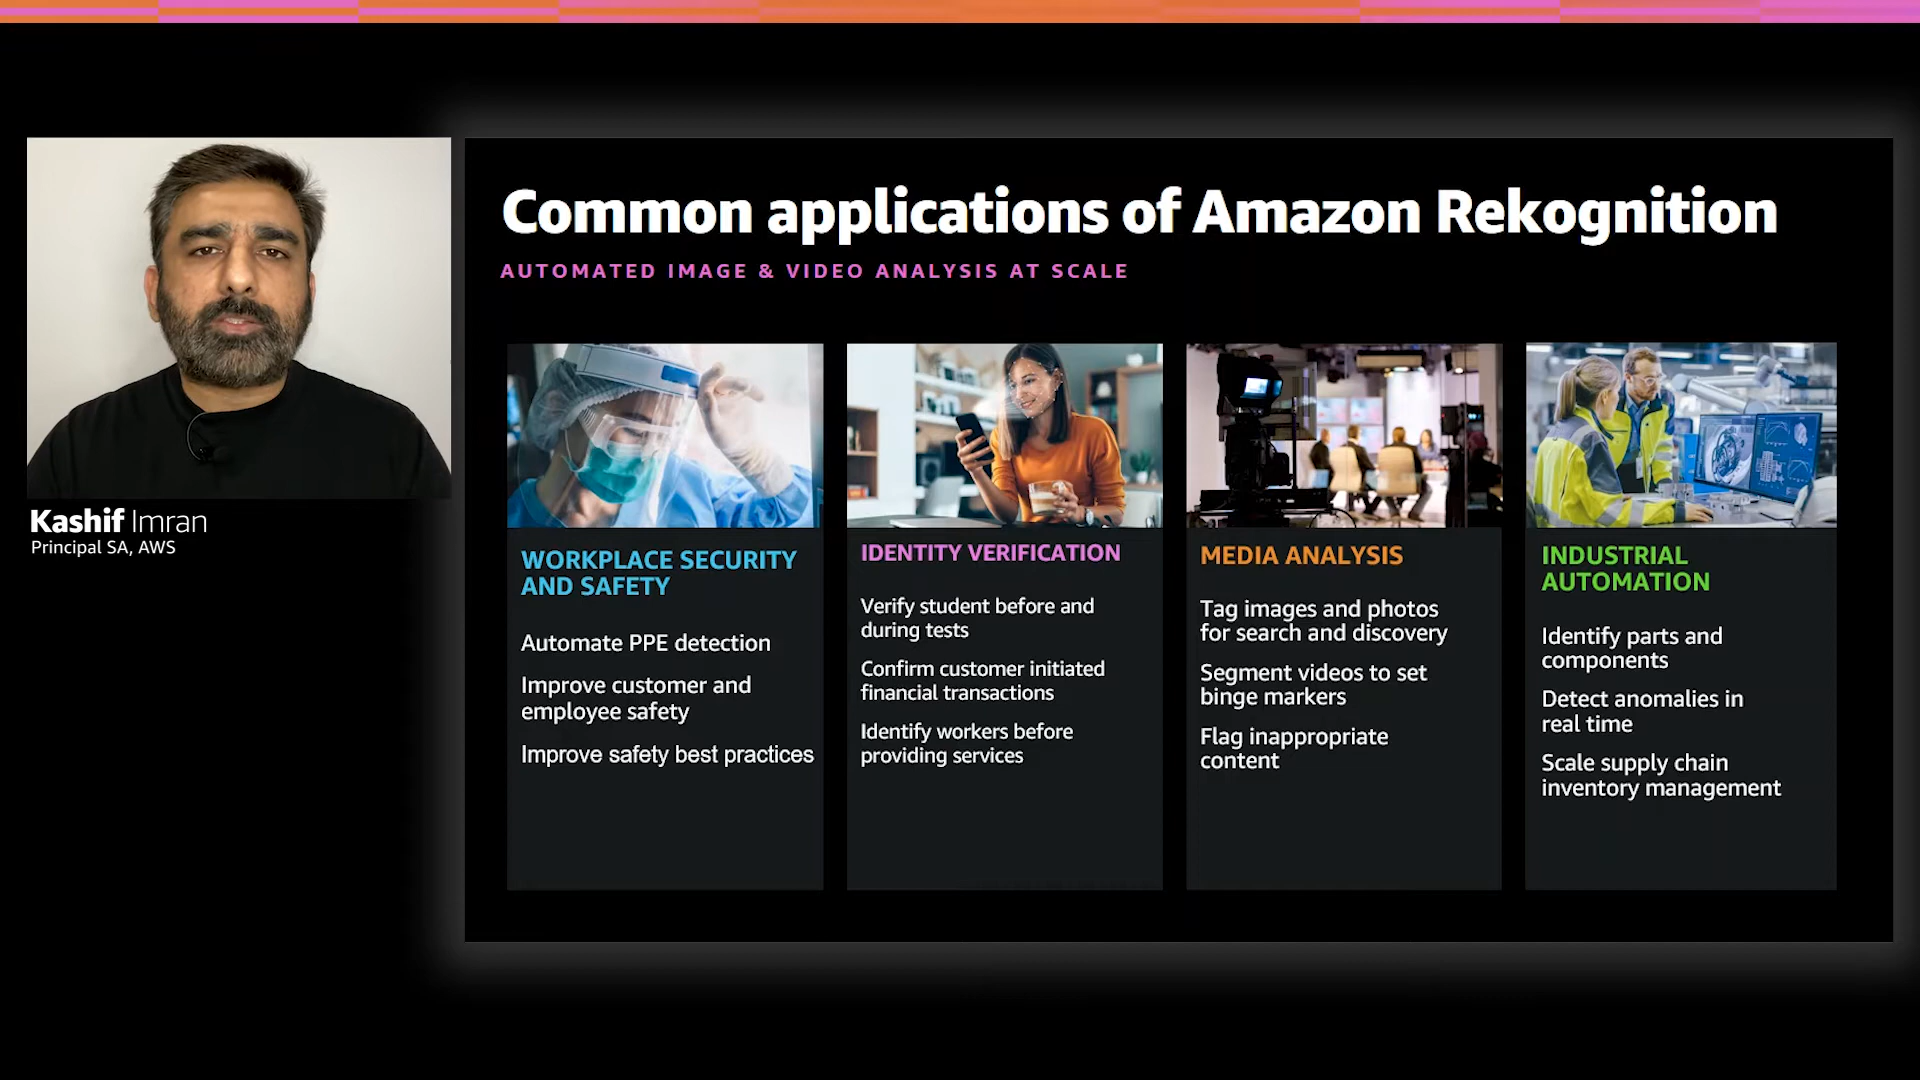 Common applications of Amazon Rekognition
AUTOMATED IMAGE & VIDEO ANALYSIS AT SCALE
Kashif Imran
Principal SA, AWS
WORKPLACE SECURITY
AND SAFETY
Automate PPE detection
Improve customer and
employee safety
Improve safety best practices
IDENTITY VERIFICATION
Verify student before and
during tests
Confirm customer initiated
financial transactions
Identify workers before
providing services
MEDIA ANALYSIS
Tag images and photos
for search and discovery
Segment videos to set
binge markers
Flag inappropriate
content
INDUSTRIAL
AUTOMATION
Identify parts and
components
Detect anomalies in
real time
Scale supply chain
inventory management